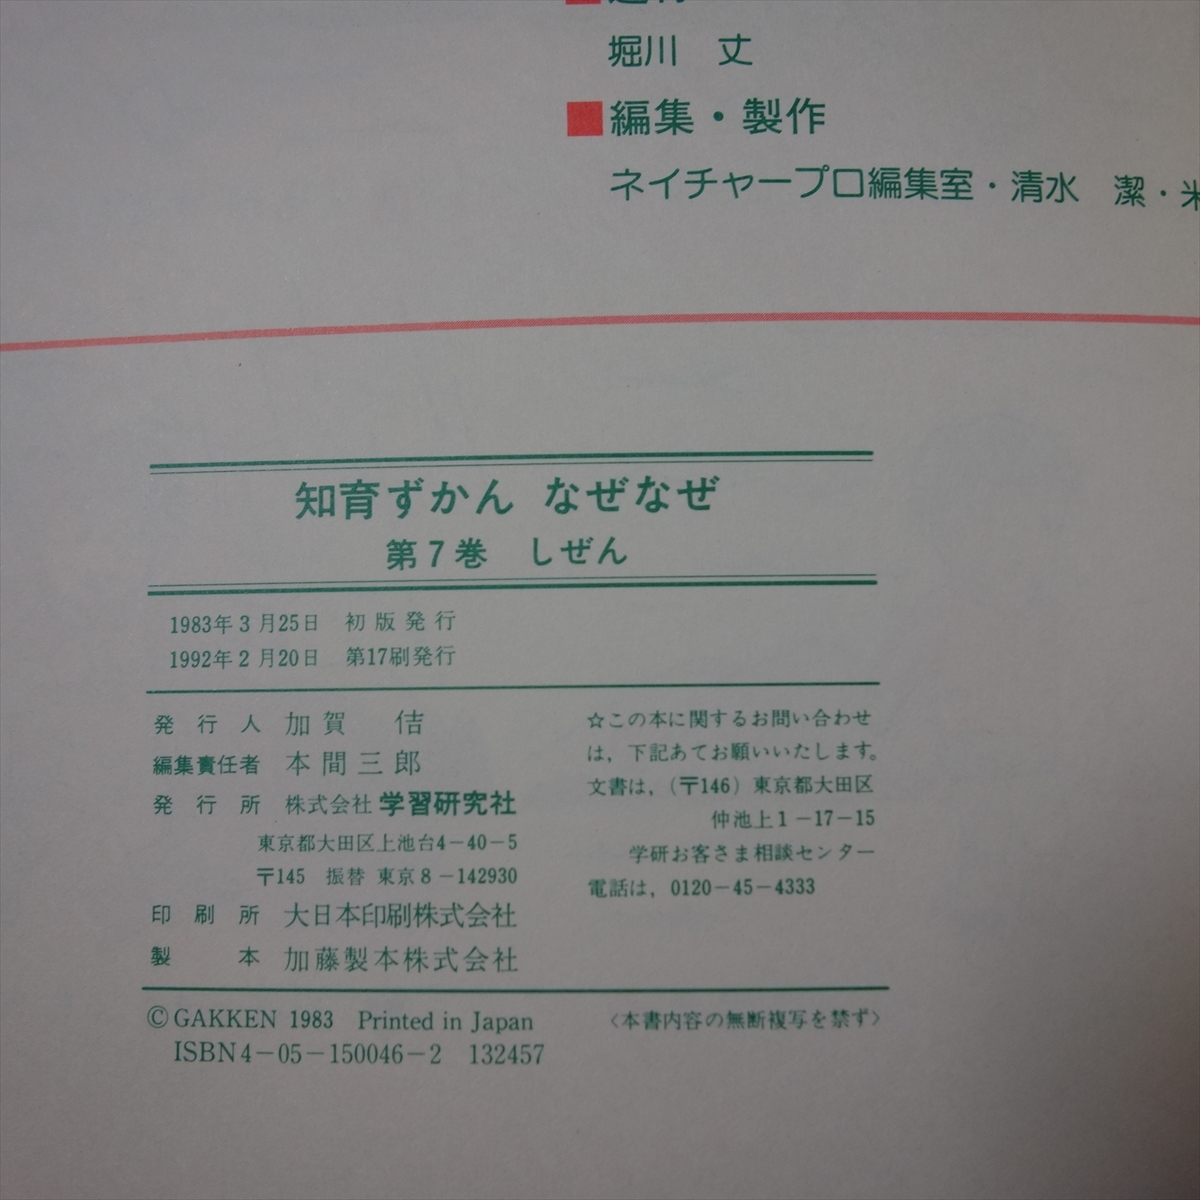 堀川 丈
■編集・製作
ネイチャープロ編集室・清水 潔・米
知育ずかん なぜなぜ
第7巻 しぜん
1983年3月25日 初版発行
1992年2月20日 第17刷発行
発行人 加賀 佶
編集責任者 本間三郎
発行所 株式会社 学習研究社
東京都大田区上池台4-40-5
〒145 振替 東京8-142930
印刷所 大日本印刷株式会社
製本 加藤製本株式会社
☆この本に関するお問い合わせ
は，下記あてお願いいたします。
文書は，(〒146) 東京都大田区
仲池上1-17-15
学研お客さま相談センター
電話は，0120-45-4333
©GAKKEN 1983 Printed in Japan
〈本書内容の無断複写を禁ず〉
ISBN4-05-150046-2 132457